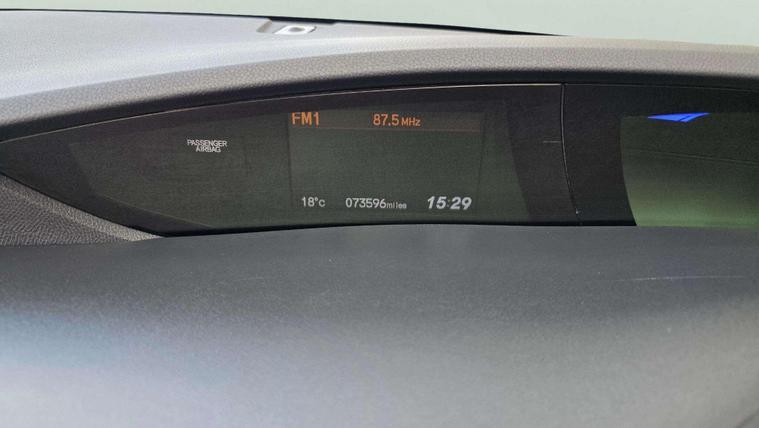 FM1 87.5 MHz
PASSENGER
AIRBAG
18°c 073596miles 15:29